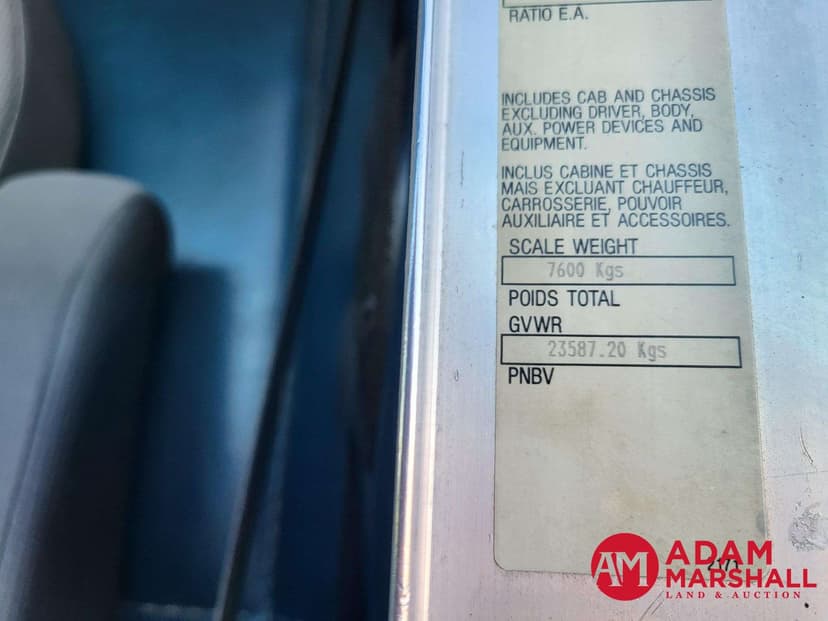 RATIO E.A.
INCLUDES CAB AND CHASSIS
EXCLUDING DRIVER, BODY,
AUX. POWER DEVICES AND
EQUIPMENT.
INCLUS CABINE ET CHASSIS
MAIS EXCLUANT CHAUFFEUR,
CARROSSERIE, POUVOIR
AUXILIAIRE ET ACCESSOIRES.
SCALE WEIGHT
7600 Kgs
POIDS TOTAL
GVWR
23587.20 Kgs
PNBV
AM ADAM
MARSHALL
LAND & AUCTION